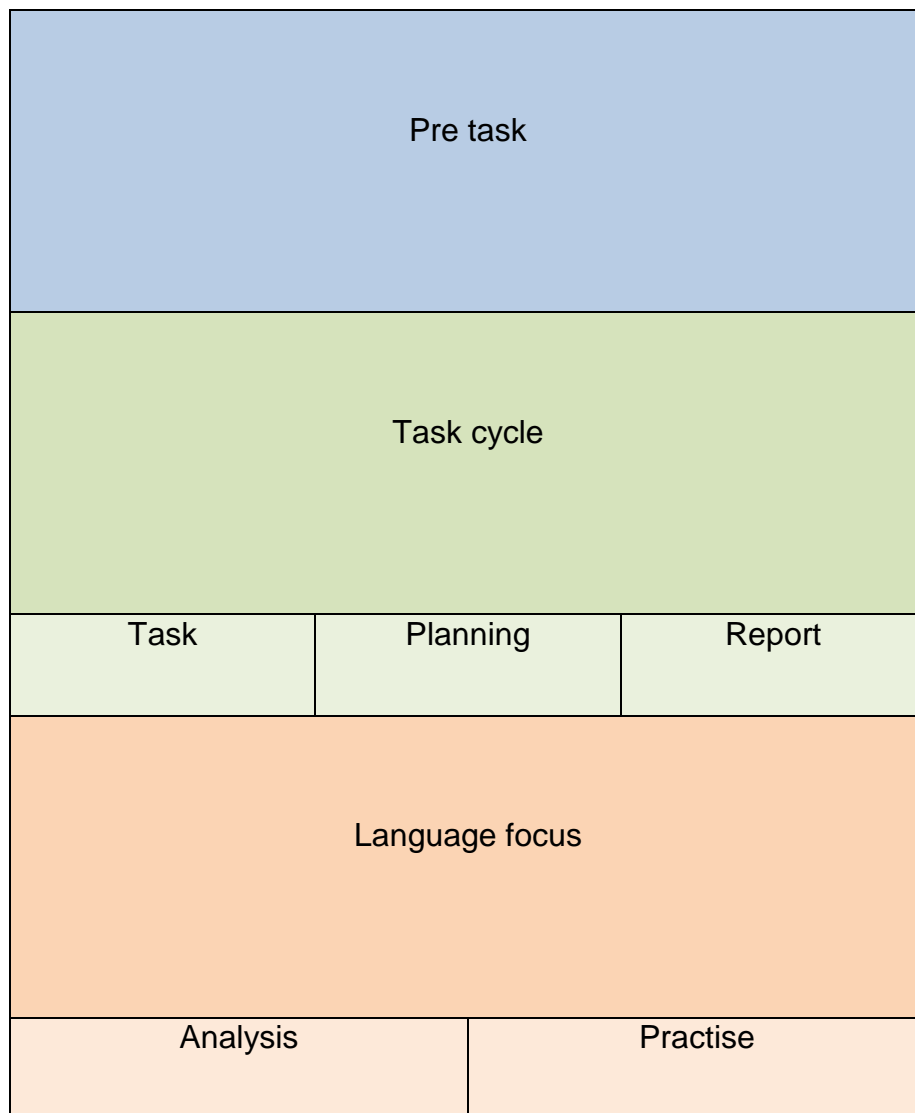 Pre task
Task cycle
Task Planning Report
Language focus
Analysis Practise